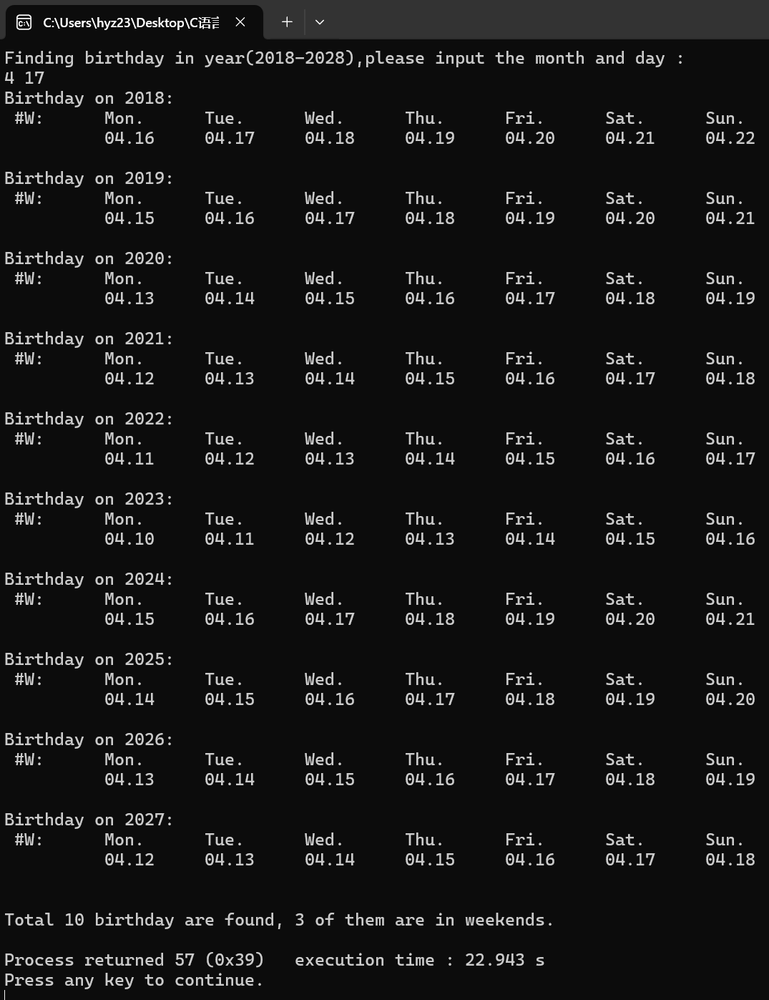 C:\Users\hyz23\Desktop\C语言
Finding birthday in year(2018-2028),please input the month and day :
4 17
Birthday on 2018:
#W: Mon. Tue. Wed. Thu. Fri. Sat. Sun.
04.16 04.17 04.18 04.19 04.20 04.21 04.22
Birthday on 2019:
#W: Mon. Tue. Wed. Thu. Fri. Sat. Sun.
04.15 04.16 04.17 04.18 04.19 04.20 04.21
Birthday on 2020:
#W: Mon. Tue. Wed. Thu. Fri. Sat. Sun.
04.13 04.14 04.15 04.16 04.17 04.18 04.19
Birthday on 2021:
#W: Mon. Tue. Wed. Thu. Fri. Sat. Sun.
04.12 04.13 04.14 04.15 04.16 04.17 04.18
Birthday on 2022:
#W: Mon. Tue. Wed. Thu. Fri. Sat. Sun.
04.11 04.12 04.13 04.14 04.15 04.16 04.17
Birthday on 2023:
#W: Mon. Tue. Wed. Thu. Fri. Sat. Sun.
04.10 04.11 04.12 04.13 04.14 04.15 04.16
Birthday on 2024:
#W: Mon. Tue. Wed. Thu. Fri. Sat. Sun.
04.15 04.16 04.17 04.18 04.19 04.20 04.21
Birthday on 2025:
#W: Mon. Tue. Wed. Thu. Fri. Sat. Sun.
04.14 04.15 04.16 04.17 04.18 04.19 04.20
Birthday on 2026:
#W: Mon. Tue. Wed. Thu. Fri. Sat. Sun.
04.13 04.14 04.15 04.16 04.17 04.18 04.19
Birthday on 2027:
#W: Mon. Tue. Wed. Thu. Fri. Sat. Sun.
04.12 04.13 04.14 04.15 04.16 04.17 04.18
Total 10 birthday are found, 3 of them are in weekends.
Process returned 57 (0x39)   execution time : 22.943 s
Press any key to continue.